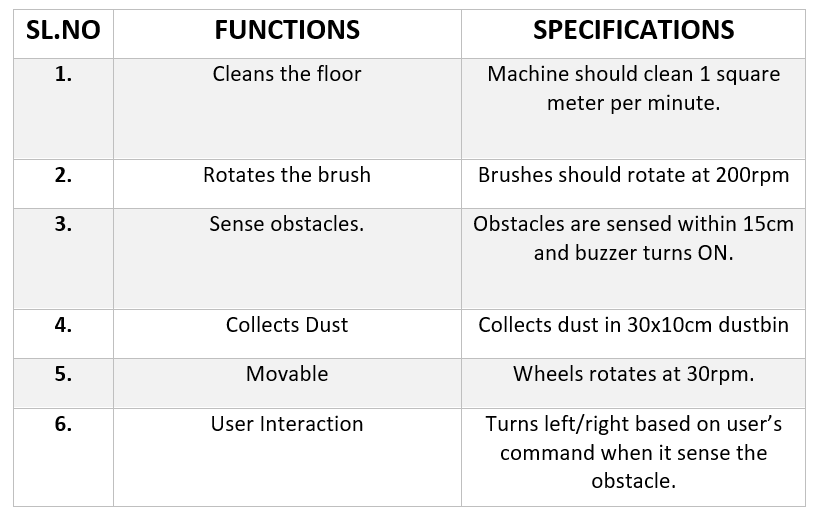 SL.NO FUNCTIONS SPECIFICATIONS
1. Cleans the floor Machine should clean 1 square
meter per minute.
2. Rotates the brush Brushes should rotate at 200rpm
3. Sense obstacles. Obstacles are sensed within 15cm
and buzzer turns ON.
4. Collects Dust Collects dust in 30x10cm dustbin
5. Movable Wheels rotates at 30rpm.
6. User Interaction Turns left/right based on user’s
command when it sense the
obstacle.